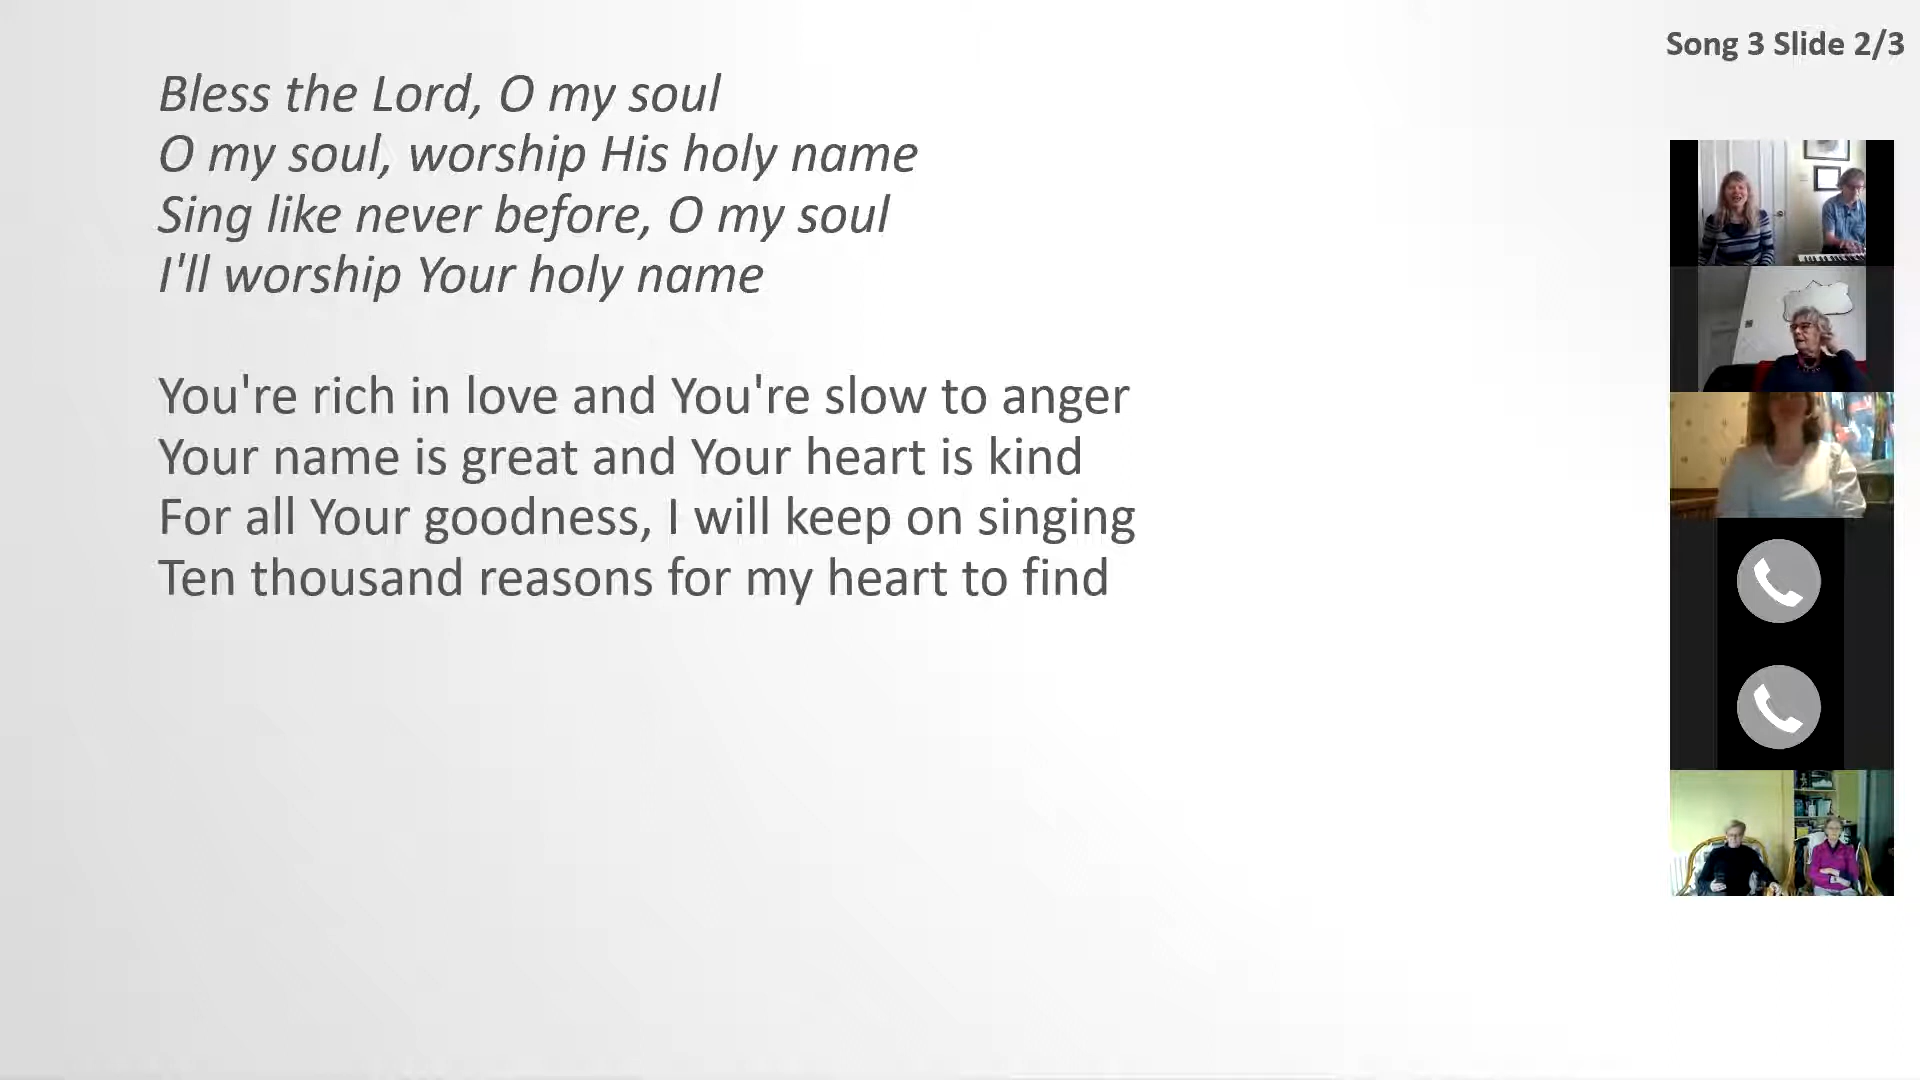 Song 3 Slide 2/3
Bless the Lord, O my soul
O my soul, worship His holy name
Sing like never before, O my soul
I'll worship Your holy name
You're rich in love and You're slow to anger
Your name is great and Your heart is kind
For all Your goodness, I will keep on singing
Ten thousand reasons for my heart to find